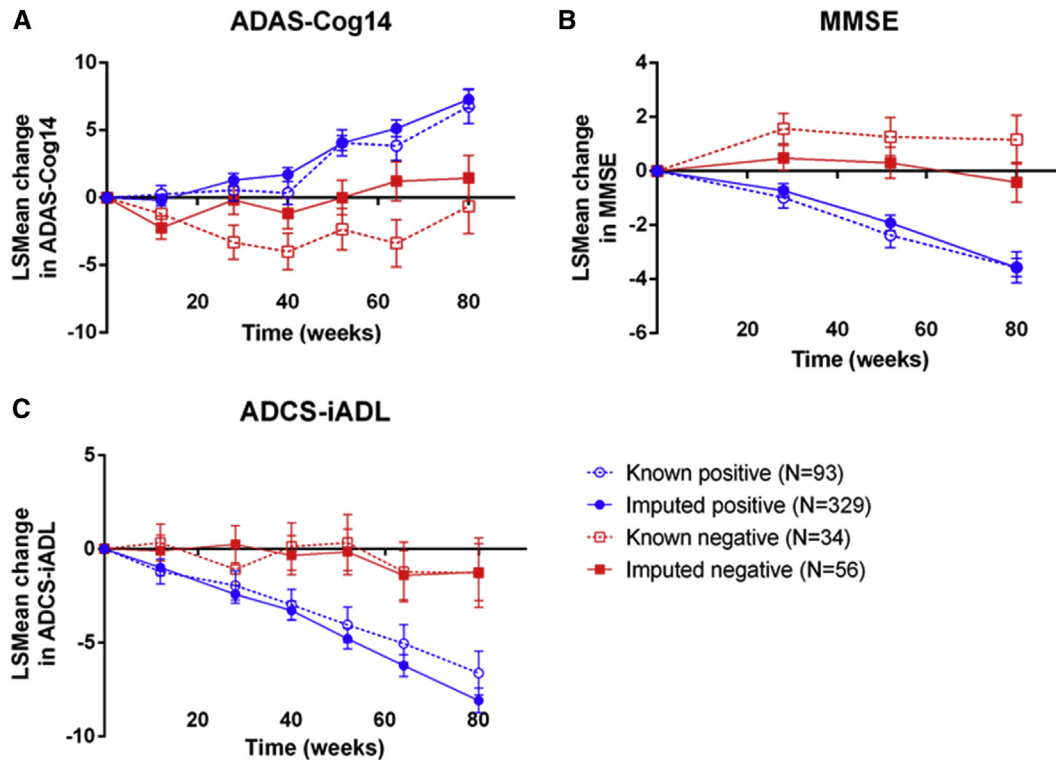 A
ADAS-Cog14
LSMean change
in ADAS-Cog14
10
5
0
-5
-10
20
40
60
80
Time (weeks)
B
MMSE
LSMean change
in MMSE
4
2
0
-2
-4
-6
20
40
60
80
Time (weeks)
C
ADCS-iADL
LSMean change
in ADCS-iADL
5
0
-5
-10
20
40
60
80
Time (weeks)
Known positive (N=93)
Imputed positive (N=329)
Known negative (N=34)
Imputed negative (N=56)